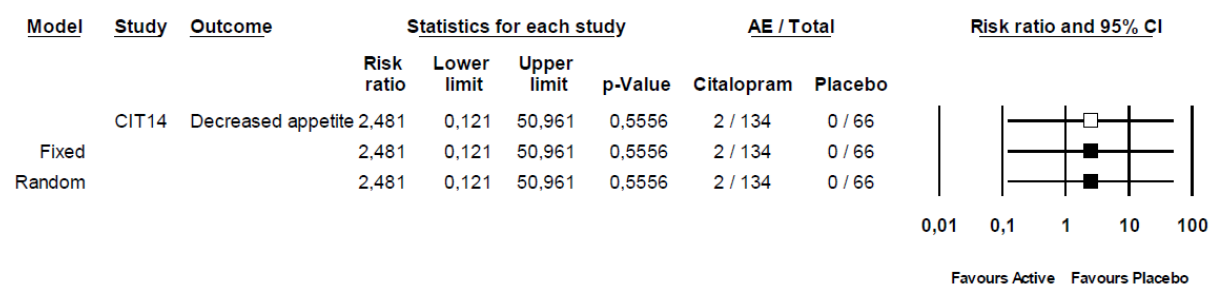 Model Study Outcome Statistics for each study AE / Total Risk ratio and 95% CI
Risk Lower Upper
ratio limit limit p-Value Citalopram Placebo
CIT14 Decreased appetite 2,481 0,121 50,961 0,5556 2 / 134 0 / 66
Fixed 2,481 0,121 50,961 0,5556 2 / 134 0 / 66
Random 2,481 0,121 50,961 0,5556 2 / 134 0 / 66
0,01 0,1 1 10 100
Favours Active Favours Placebo